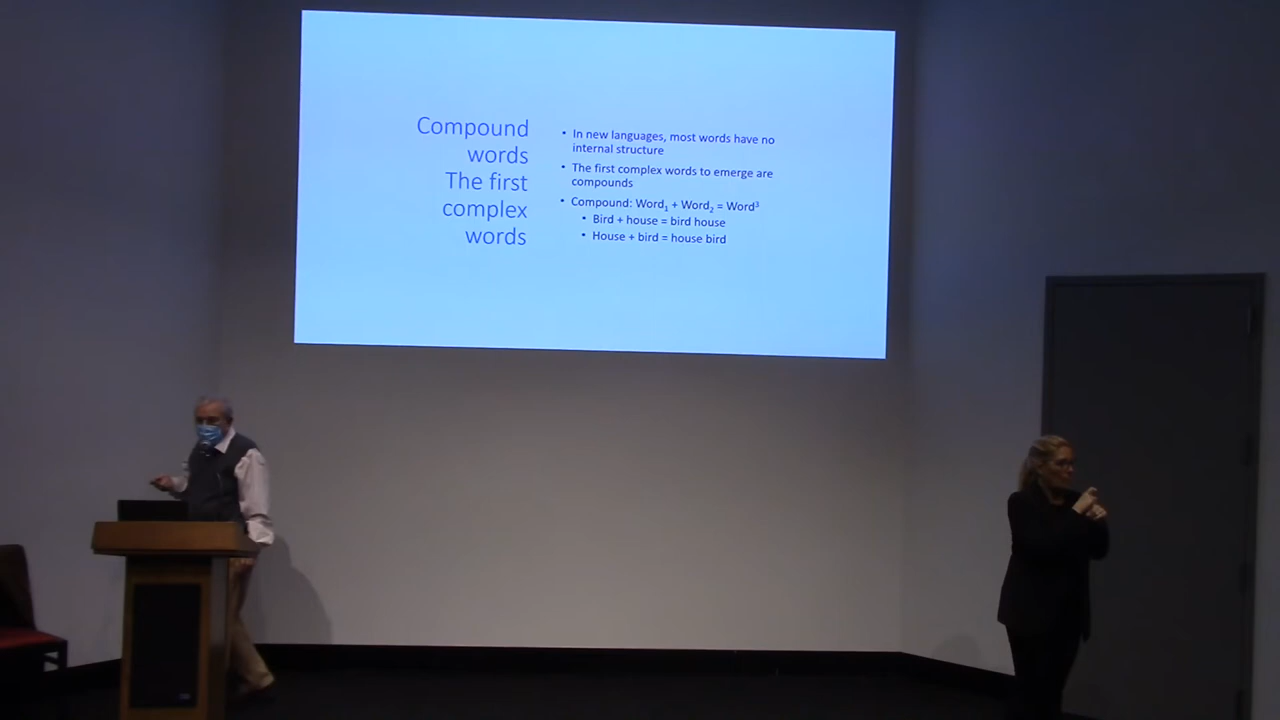 Compound
words
The first
complex
words
• In new languages, most words have no
internal structure
• The first complex words to emerge are
compounds
• Compound: Word₁ + Word₂ = Word³
• Bird + house = bird house
• House + bird = house bird